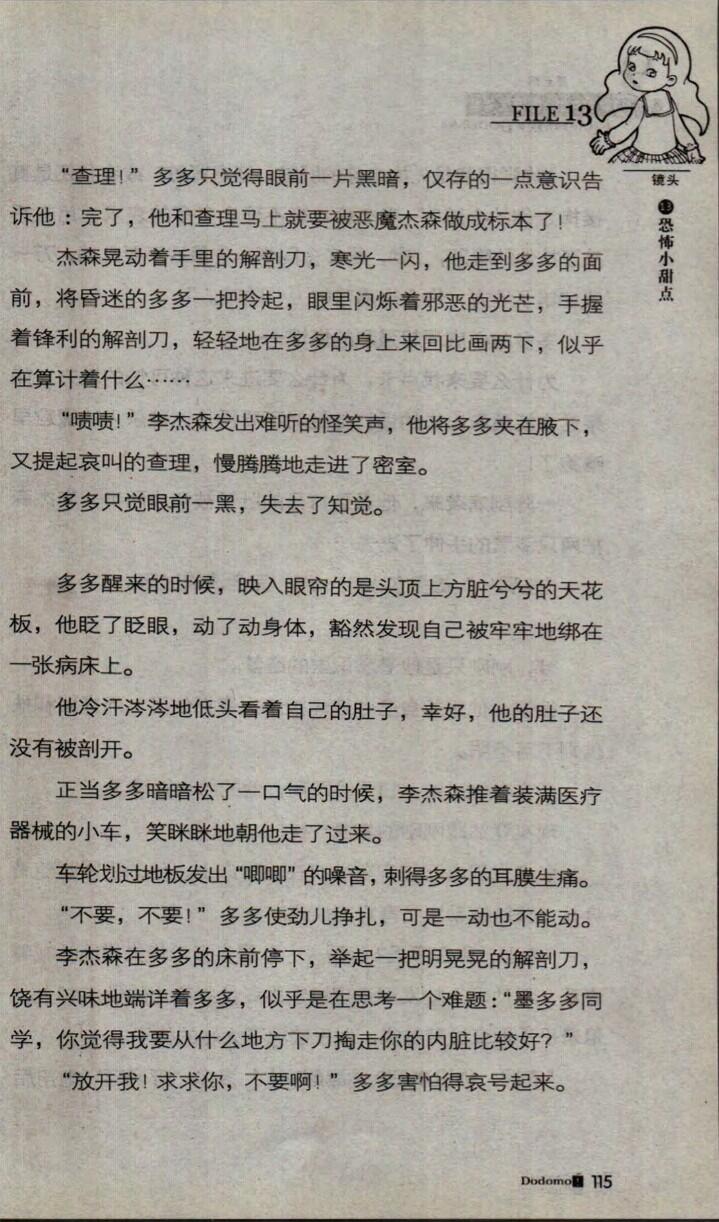 FILE 13
镜头
⑬恐怖小甜点
“查理！”多多只觉得眼前一片黑暗，仅存的一点意识告
诉他：完了，他和查理马上就要被恶魔杰森做成标本了！
杰森晃动着手里的解剖刀，寒光一闪，他走到多多的面
前，将昏迷的多多一把拎起，眼里闪烁着邪恶的光芒，手握
着锋利的解剖刀，轻轻地在多多的身上来回比画两下，似乎
在算计着什么……
“啧啧！”李杰森发出难听的怪笑声，他将多多夹在腋下，
又提起哀叫的查理，慢腾腾地走进了密室。
多多只觉眼前一黑，失去了知觉。
多多醒来的时候，映入眼帘的是头顶上方脏兮兮的天花
板，他眨了眨眼，动了动身体，豁然发现自己被牢牢地绑在
一张病床上。
他冷汗涔涔地低头看着自己的肚子，幸好，他的肚子还
没有被剖开。
正当多多暗暗松了一口气的时候，李杰森推着装满医疗
器械的小车，笑眯眯地朝他走了过来。
车轮划过地板发出“唧唧”的噪音，刺得多多的耳膜生痛。
“不要，不要！”多多使劲儿挣扎，可是一动也不能动。
李杰森在多多的床前停下，举起一把明晃晃的解剖刀，
饶有兴味地端详着多多，似乎是在思考一个难题：“墨多多同
学，你觉得我要从什么地方下刀掏走你的内脏比较好？”
“放开我！求求你，不要啊！”多多害怕得哀号起来。
Dodomo 115